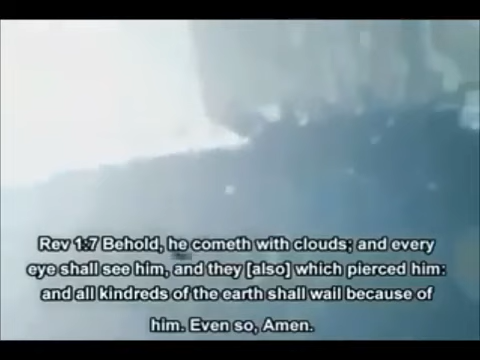 Rev 1:7 Behold, he cometh with clouds; and every
eye shall see him, and they [also] which pierced him:
and all kindreds of the earth shall wail because of
him. Even so, Amen.